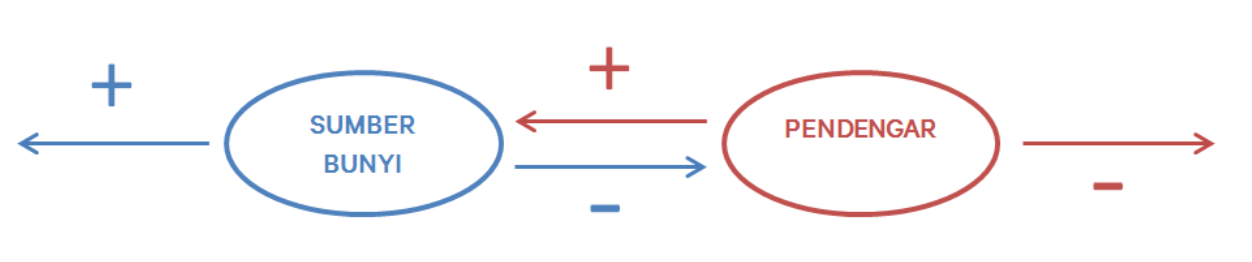 +
+
SUMBER
BUNYI
PENDENGAR
-
-